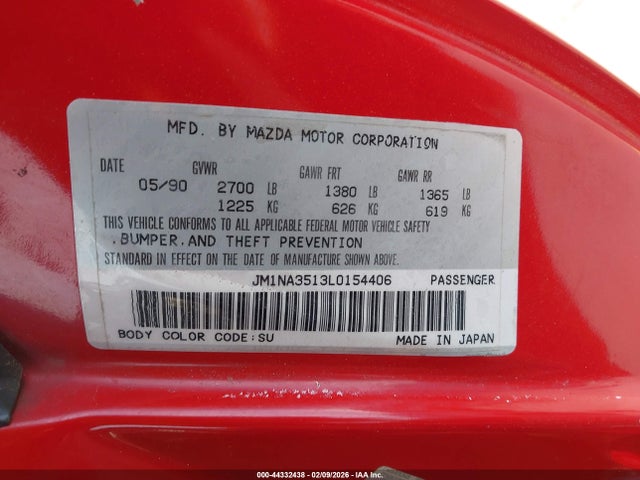 MFD. BY MAZDA MOTOR CORPORATION
DATE GVWR GAWR FRT GAWR RR
05/90 2700 LB 1380 LB 1365 LB
1225 KG 626 KG 619 KG
THIS VEHICLE CONFORMS TO ALL APPLICABLE FEDERAL MOTOR VEHICLE SAFETY
.BUMPER.AND THEFT PREVENTION
STANDARD IN EFFECT ON THE DATE OF MANUFACTURE SHOWN ABOVE.
JM1NA3513L0154406 PASSENGER
BODY COLOR CODE:SU MADE IN JAPAN
000-44332438 - 02/09/2026 - IAA Inc.